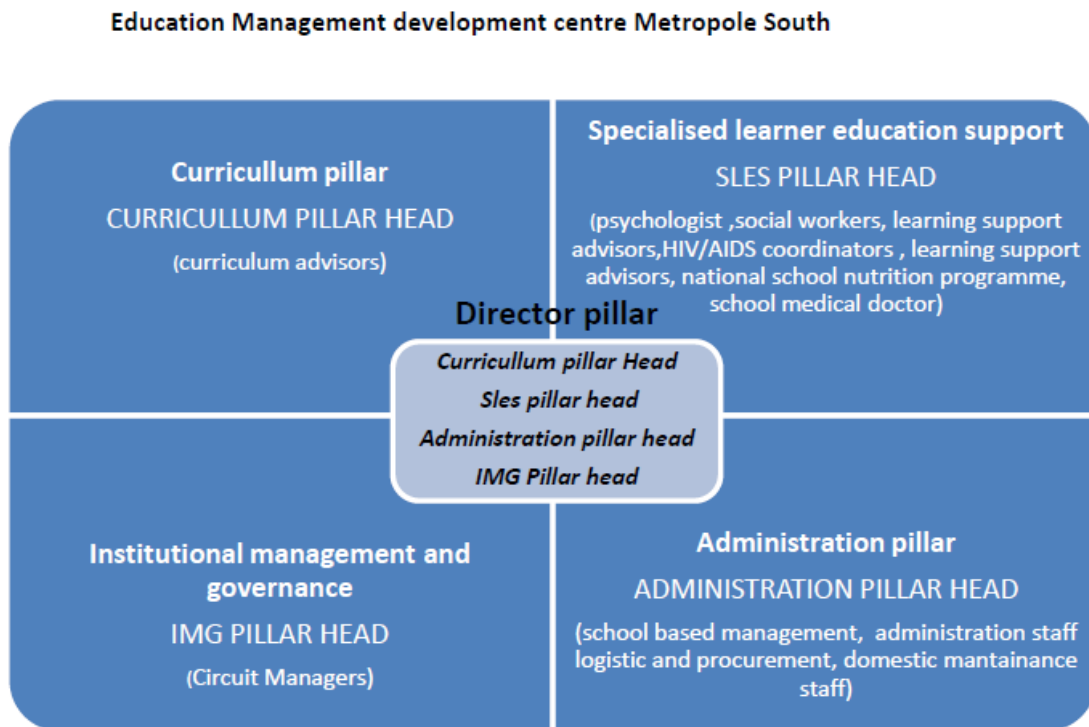 Education Management development centre Metropole South
Curricullum pillar
CURRICULLUM PILLAR HEAD
(curriculum advisors)
Specialised learner education support
SLES PILLAR HEAD
(psychologist ,social workers, learning support
advisors,HIV/AIDS coordinators , learning support
advisors, national school nutrition programme,
school medical doctor)
Director pillar
Curricullum pillar Head
Sles pillar head
Administration pillar head
IMG Pillar head
Institutional management and
governance
IMG PILLAR HEAD
(Circuit Managers)
Administration pillar
ADMINISTRATION PILLAR HEAD
(school based management,  administration staff
logistic and procurement, domestic mantainance
staff)